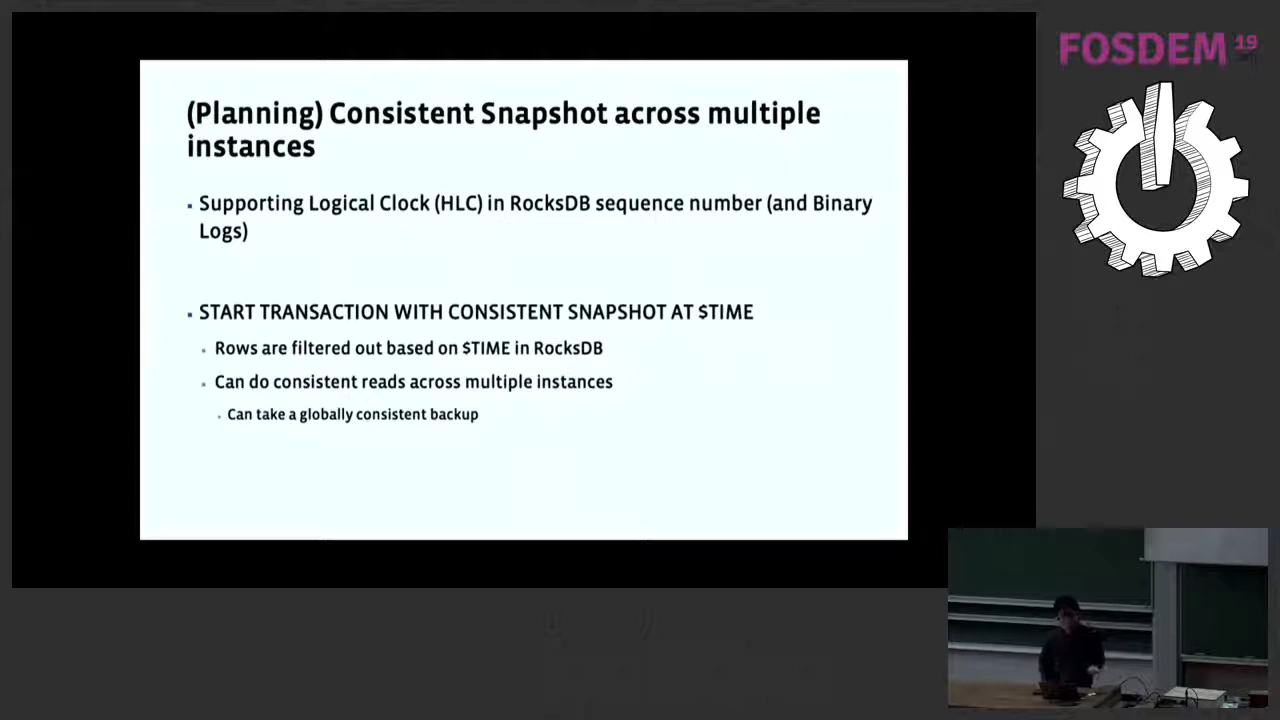 (Planning) Consistent Snapshot across multiple
instances
Supporting Logical Clock (HLC) in RocksDB sequence number (and Binary
Logs)
START TRANSACTION WITH CONSISTENT SNAPSHOT AT $TIME
Rows are filtered out based on $TIME in RocksDB
Can do consistent reads across multiple instances
Can take a globally consistent backup
FOSDEM 19